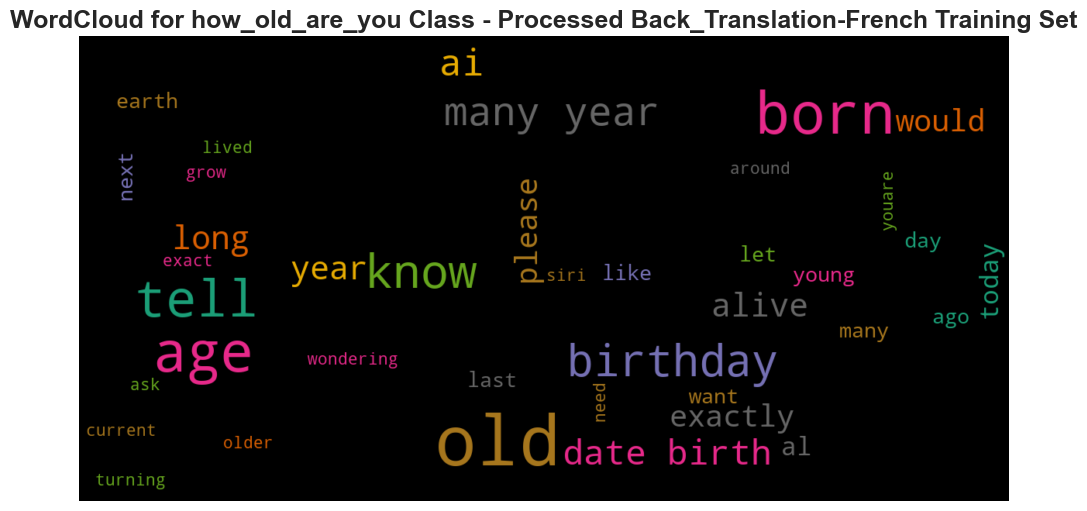 WordCloud for how_old_are_you Class - Processed Back_Translation-French Training Set
ai
earth
many year
born
would
lived
next
grow
around
youare
please
long
day
exact
year
know
siri
like
let
young
today
tell
alive
ago
many
age
wondering
birthday
ask
last
need
want
exactly
current
older
old
date birth
al
turning